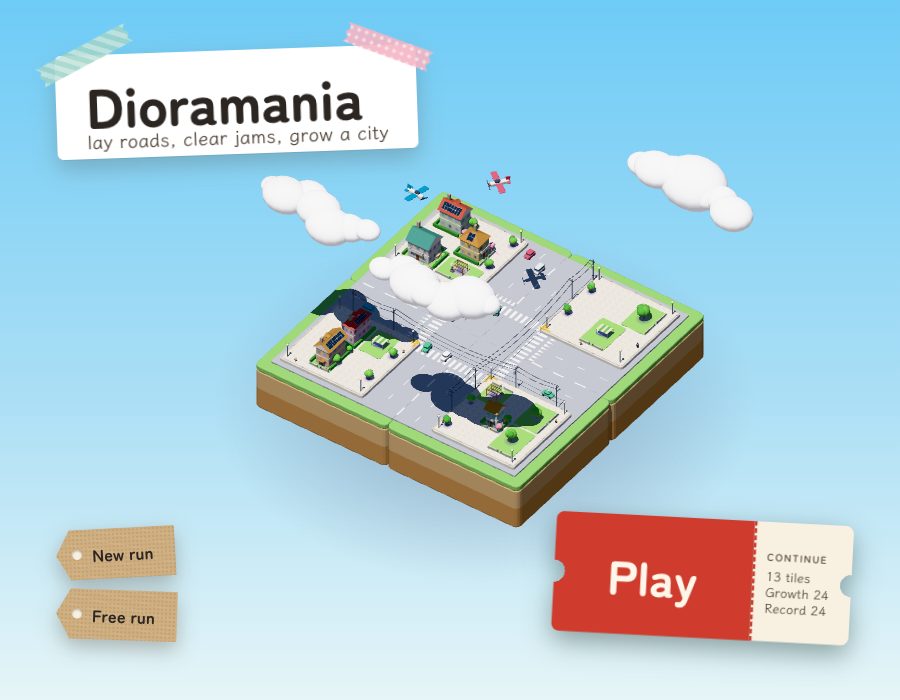 Dioramania
lay roads, clear jams, grow a city
New run
Free run
Play
CONTINUE
13 tiles
Growth 24
Record 24